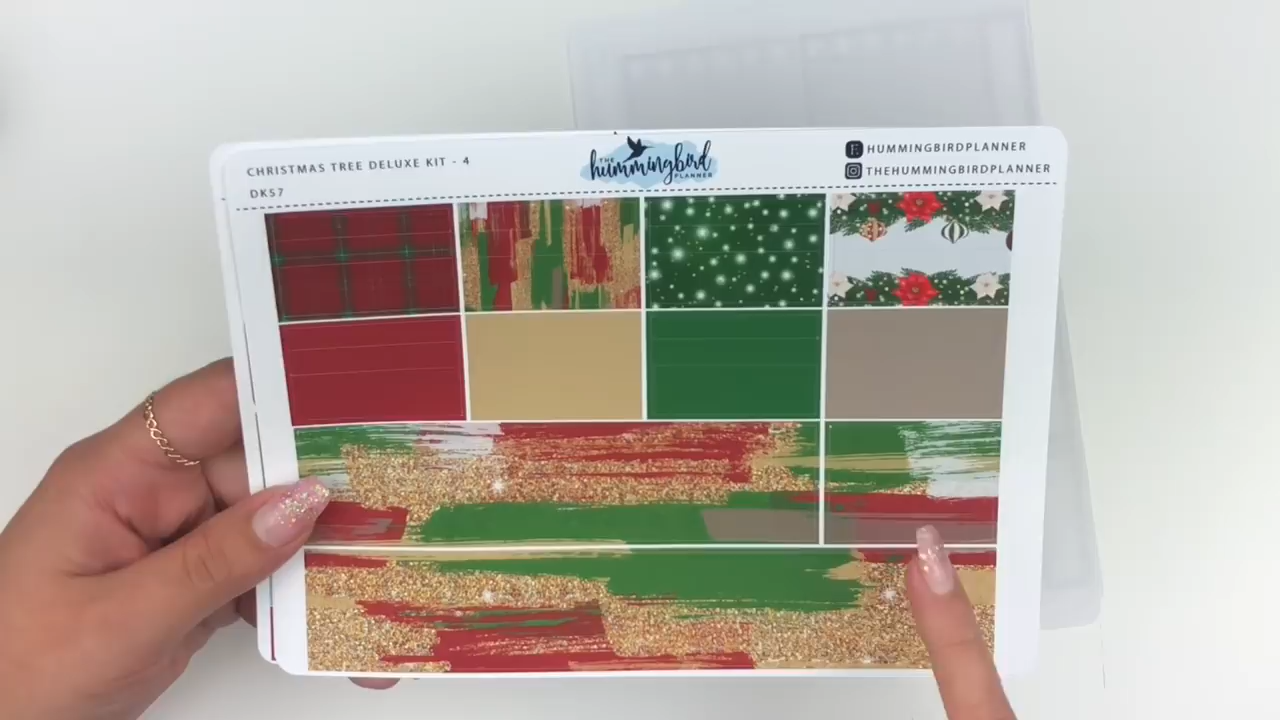 CHRISTMAS TREE DELUXE KIT - 4
DK57
THE
hummingbird
PLANNER
HUMMINGBIRDPLANNER
THEHUMMINGBIRDPLANNER